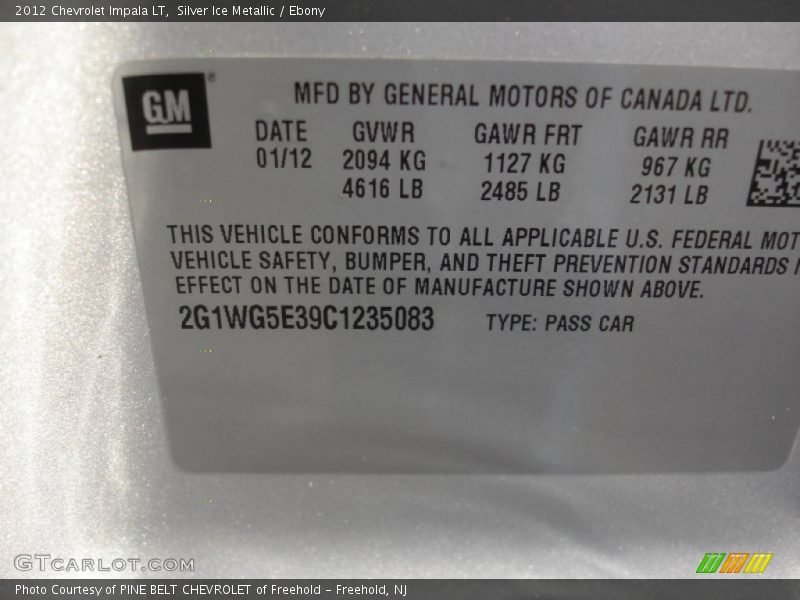 2012 Chevrolet Impala LT, Silver Ice Metallic / Ebony
GM®
MFD BY GENERAL MOTORS OF CANADA LTD.
DATE GVWR GAWR FRT GAWR RR
01/12 2094 KG 1127 KG 967 KG
4616 LB 2485 LB 2131 LB
THIS VEHICLE CONFORMS TO ALL APPLICABLE U.S. FEDERAL MOT
VEHICLE SAFETY, BUMPER, AND THEFT PREVENTION STANDARDS
EFFECT ON THE DATE OF MANUFACTURE SHOWN ABOVE.
2G1WG5E39C1235083 TYPE: PASS CAR
GTCARLOT.COM
Photo Courtesy of PINE BELT CHEVROLET of Freehold - Freehold, NJ